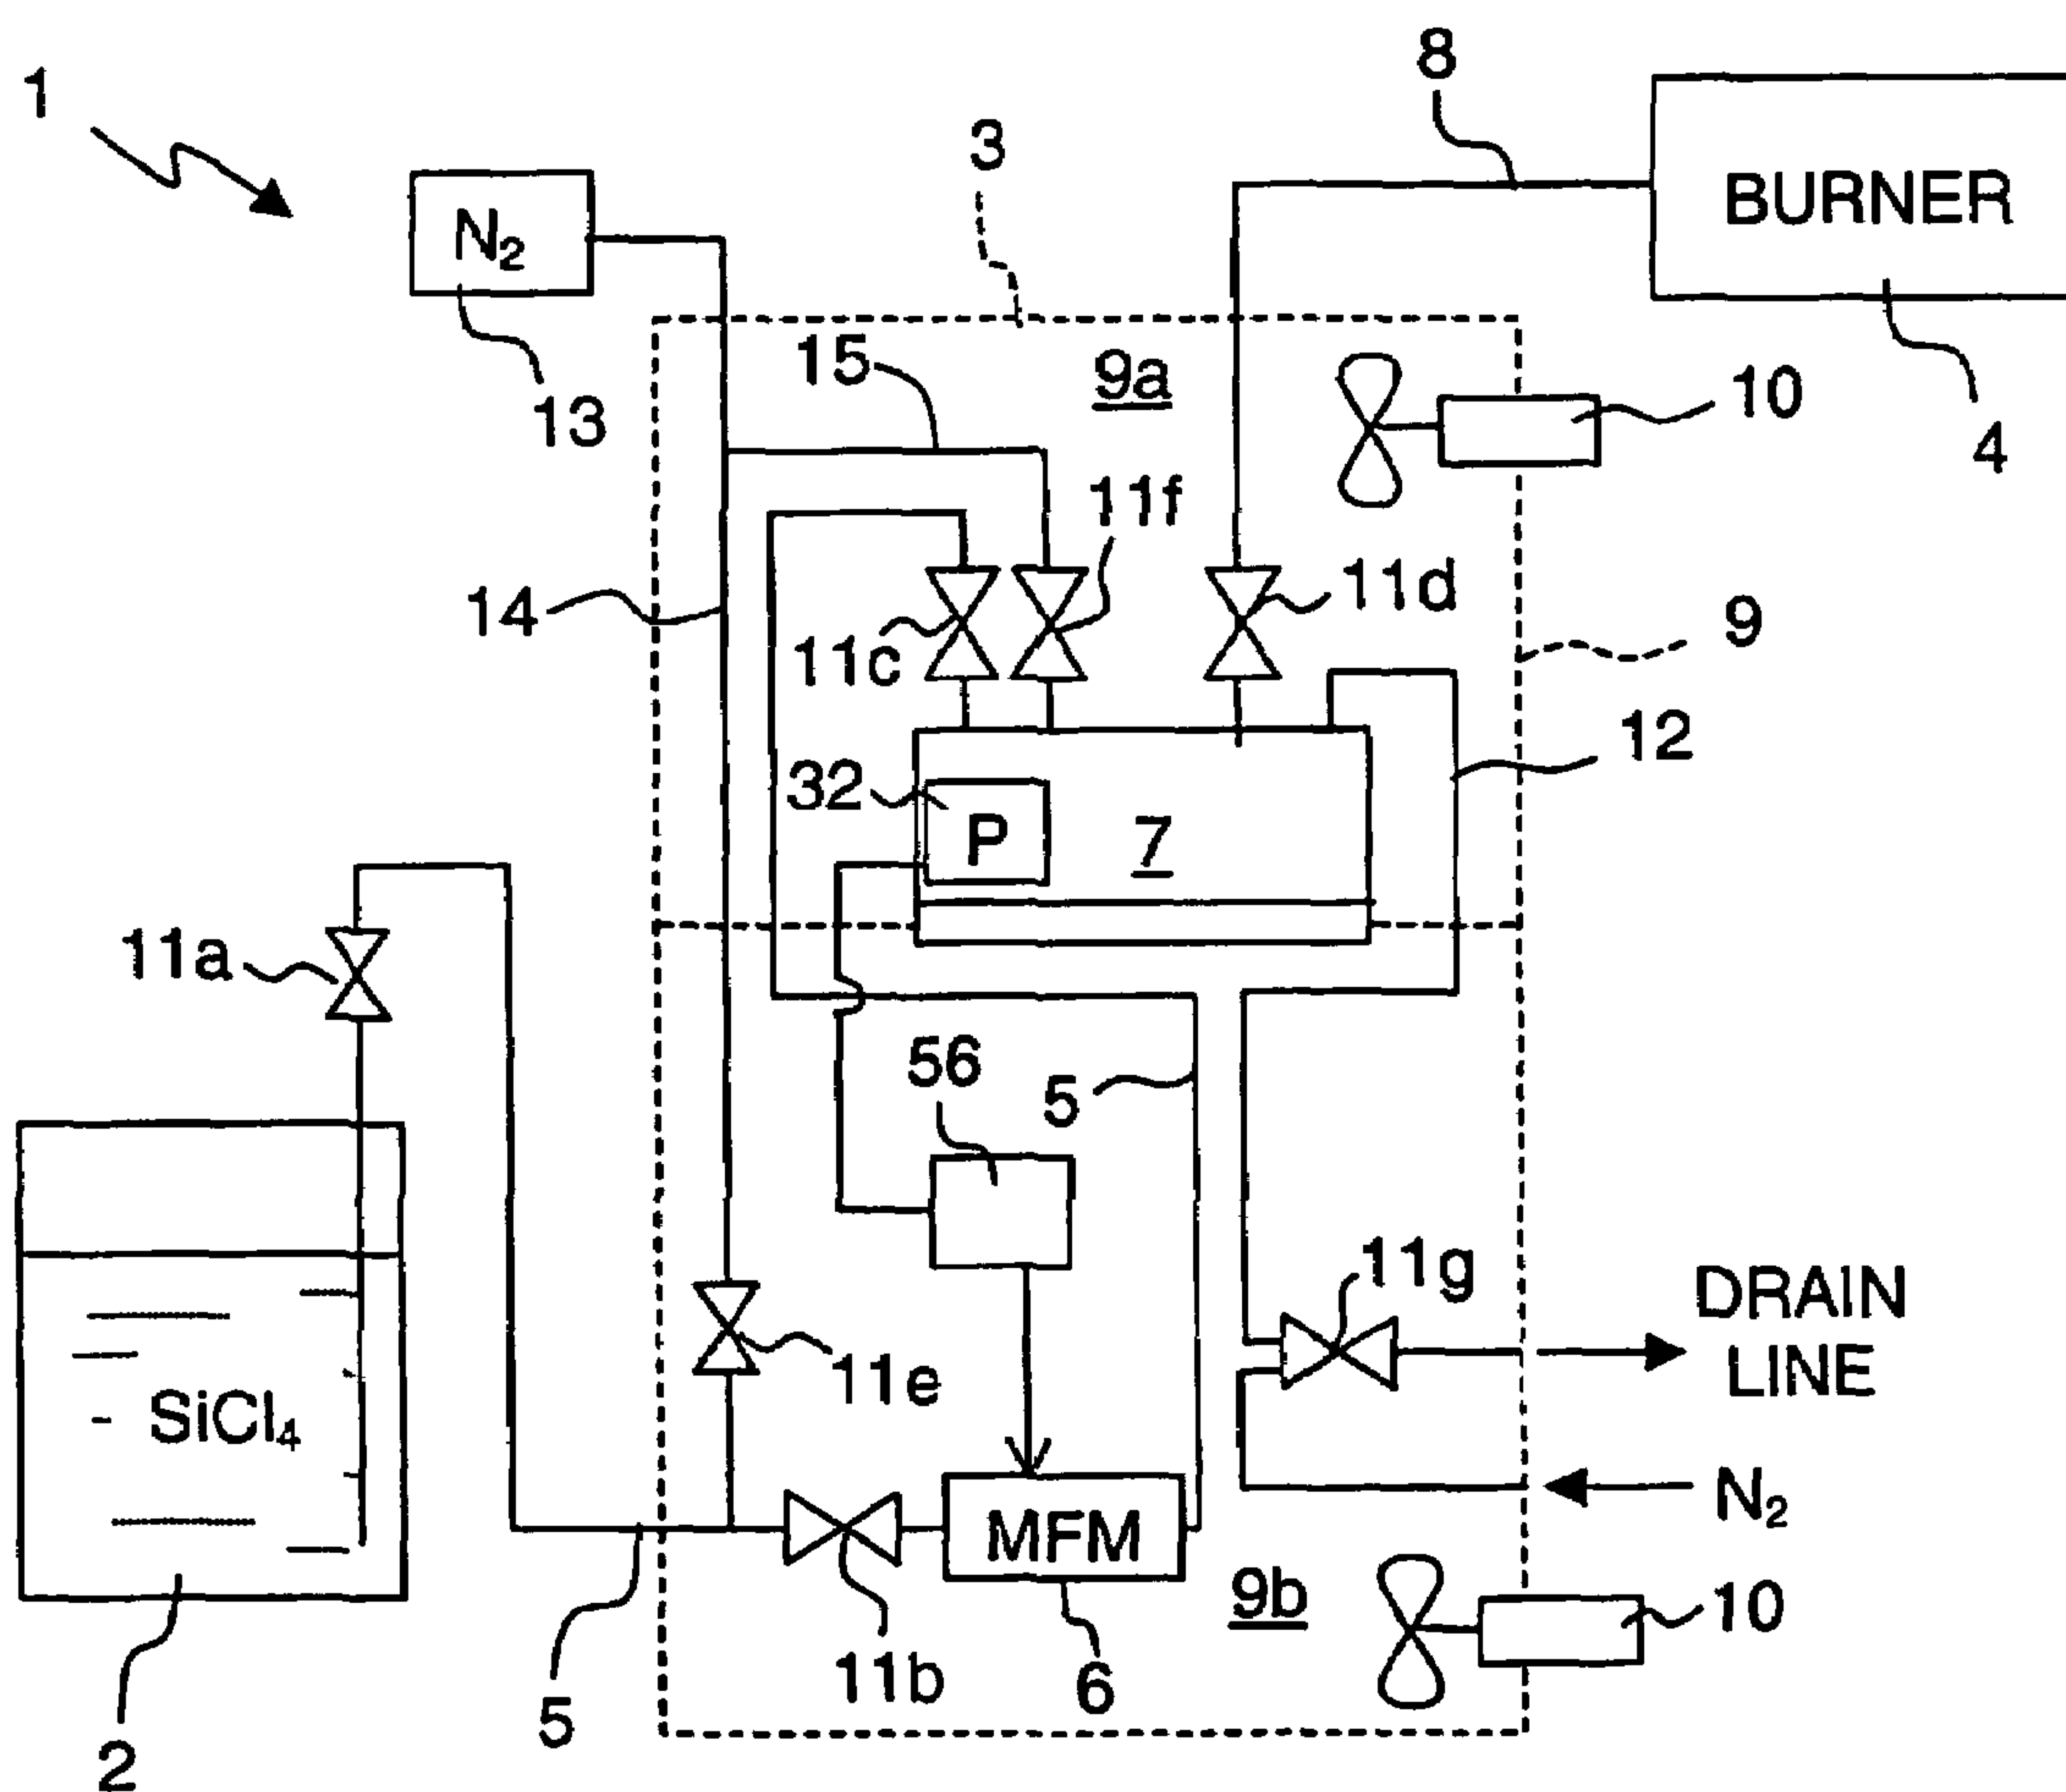 8
1
3
BURNER
N₂
15
9a
10
13
4
11f
14
11d
11c
9
12
32
P
7
11a
56
5
11g
DRAIN
LINE
11e
SiCl₄
N₂
MFM
9b
10
11b
6
5
2